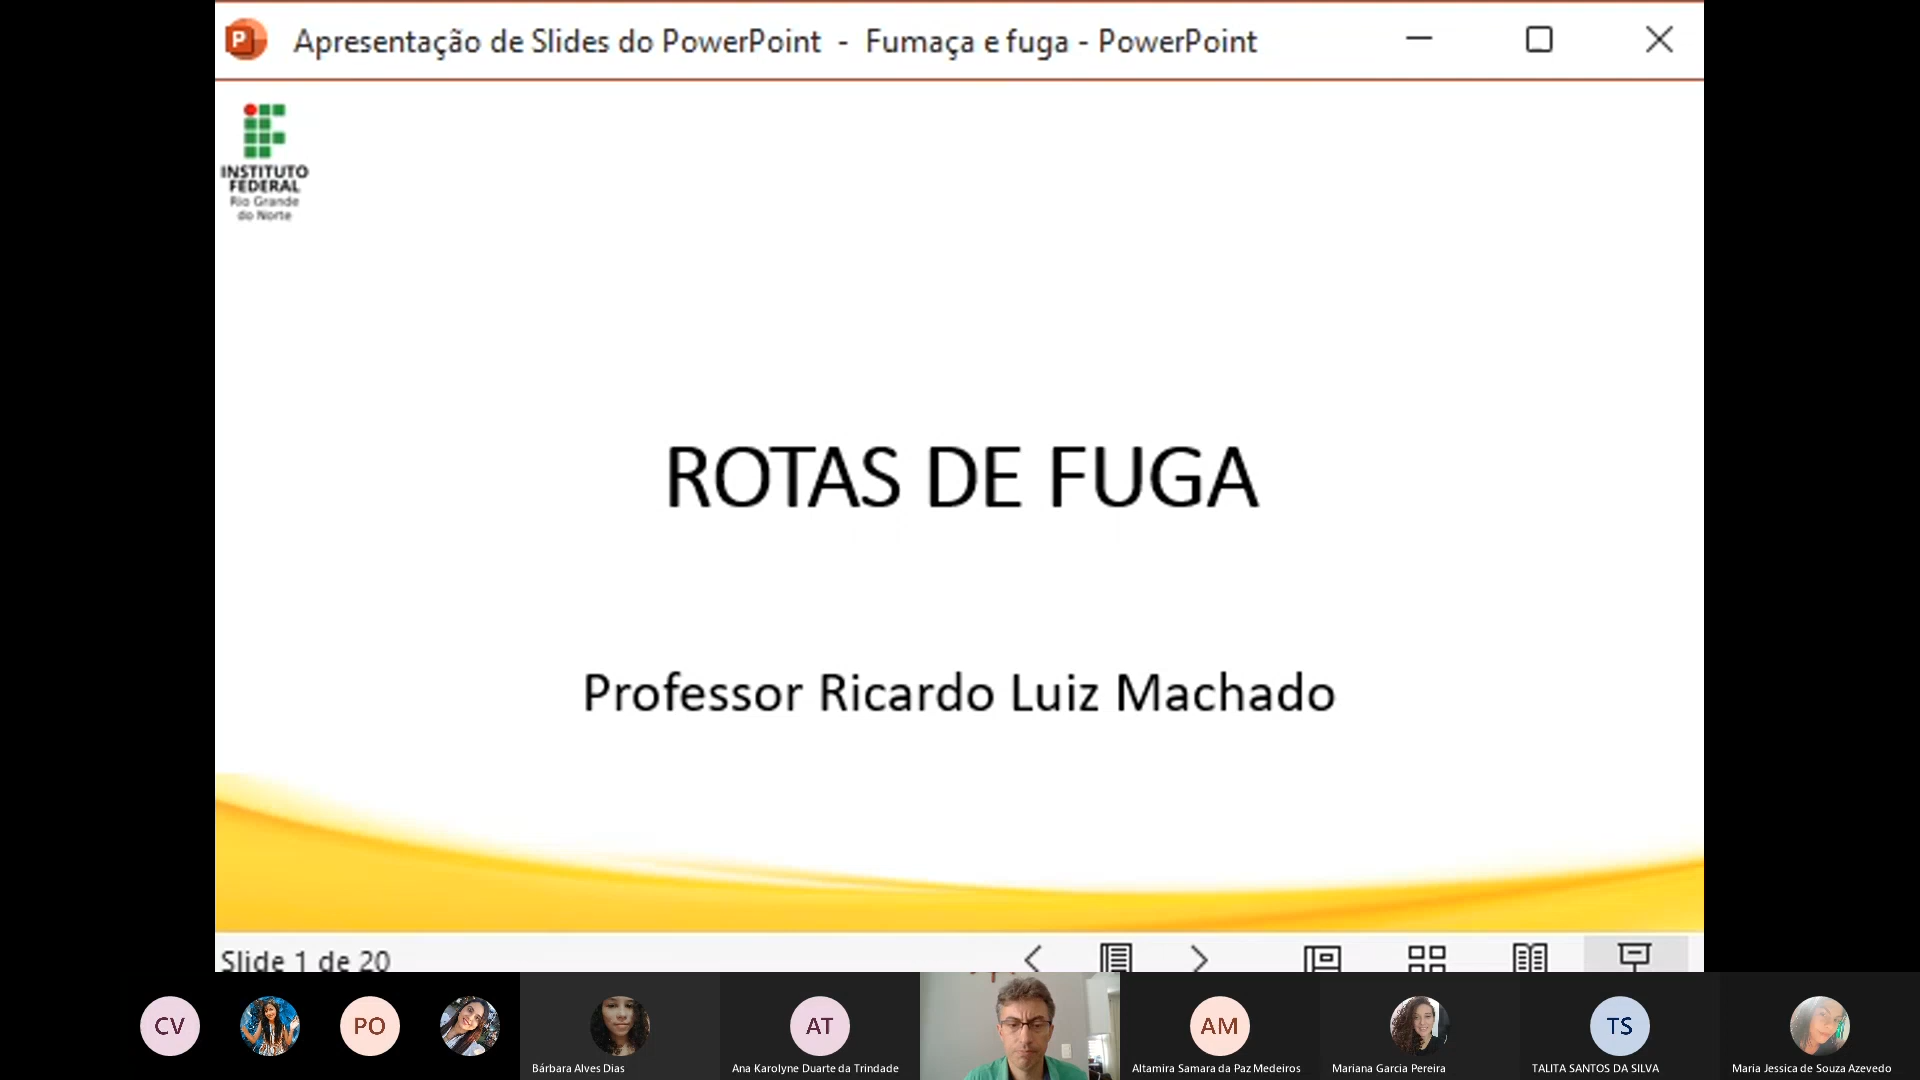 Apresentação de Slides do PowerPoint - Fumaça e fuga - PowerPoint
INSTITUTO
FEDERAL
Rio Grande
do Norte
ROTAS DE FUGA
Professor Ricardo Luiz Machado
Slide 1 de 20
CV
PO
AT
AM
TS
Bárbara Alves Dias
Ana Karolyne Duarte da Trindade
Altamira Samara da Paz Medeiros
Mariana Garcia Pereira
TALITA SANTOS DA SILVA
Maria Jessica de Souza Azevedo